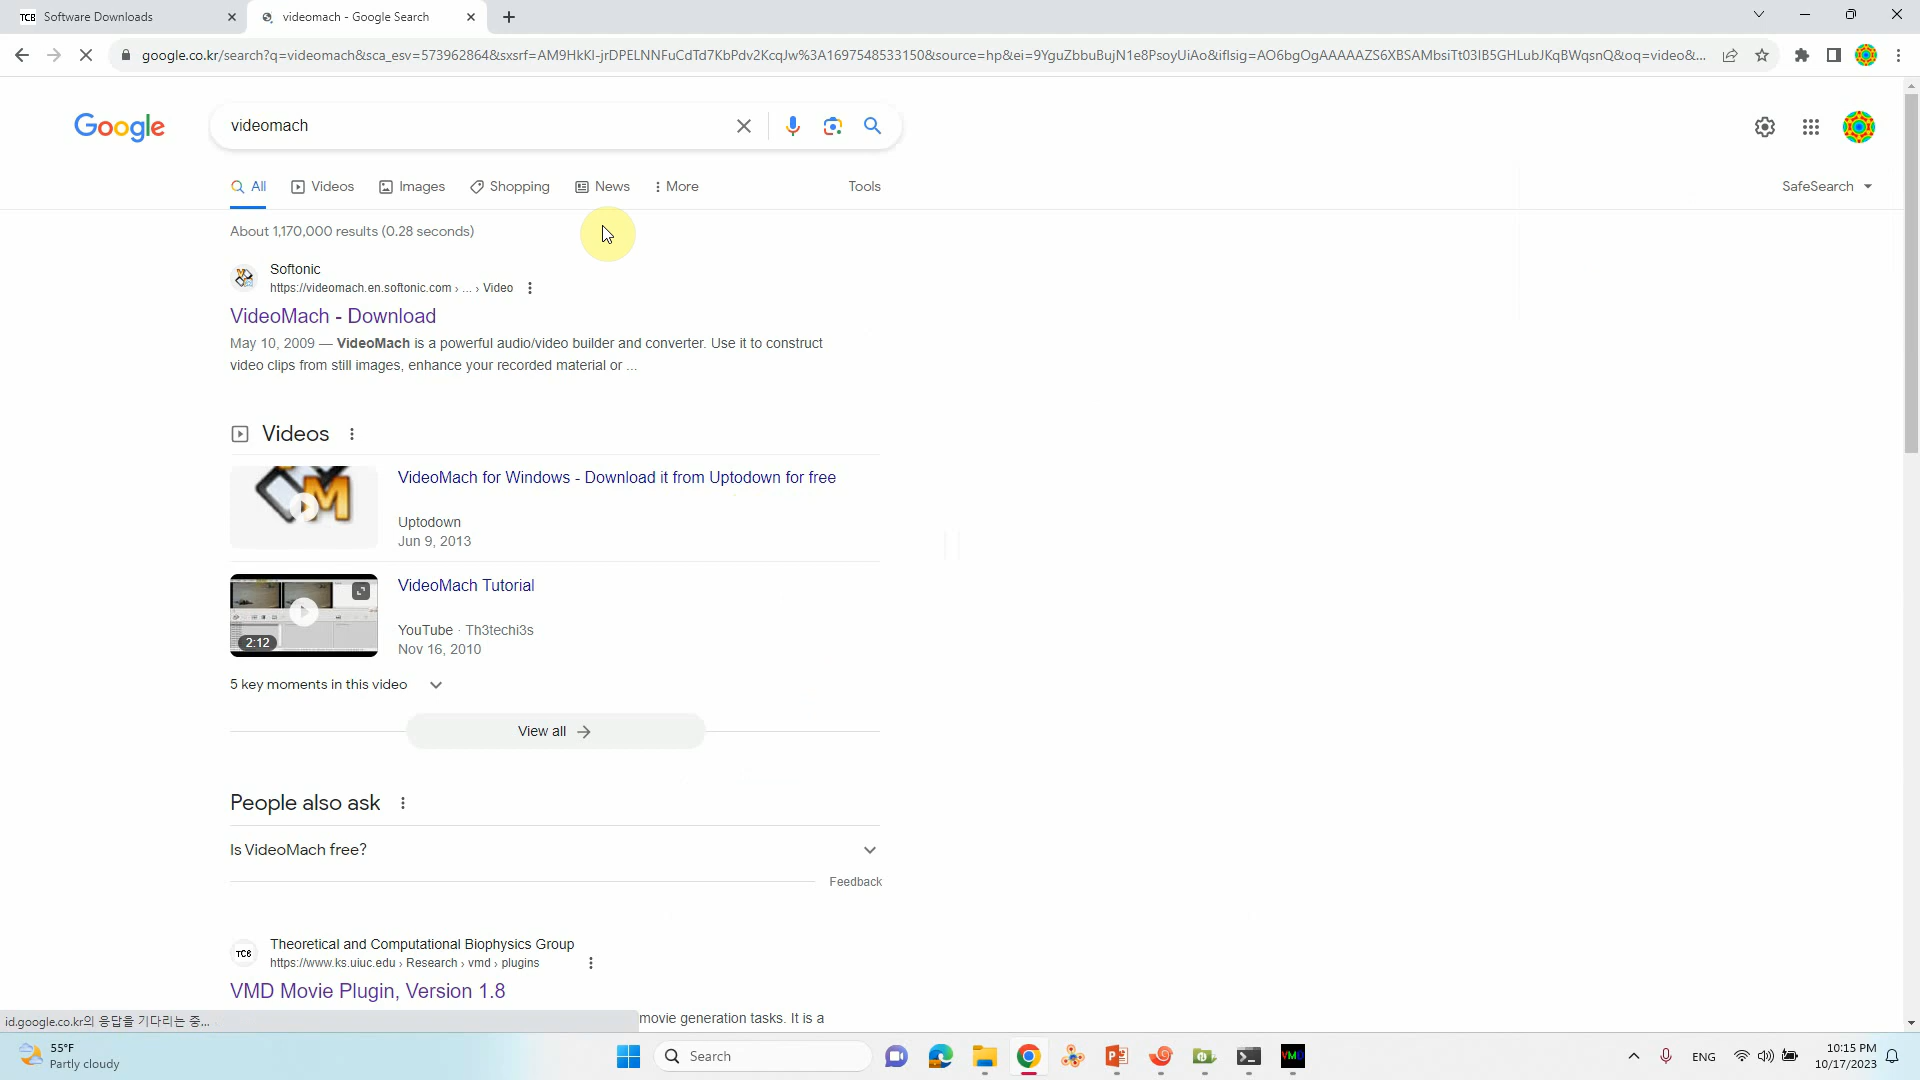 TCB Software Downloads
videomach - Google Search
google.co.kr/search?q=videomach&sca_esv=573962864&sxsrf=AM9HkKl-jrDPELNNFuCdTd7KbPdv2KcqJw%3A1697548533150&source=hp&ei=9YguZbbuBujN1e8PsoyUiAo&iflsig=AO6bgOgAAAAAZS6XBSAMbsiTt03IB5GHLubJKqBWqsnQ&oq=video&...
Google
videomach
All Videos Images Shopping News More Tools SafeSearch
About 1,170,000 results (0.28 seconds)
Softonic
https://videomach.en.softonic.com › ... › Video
VideoMach - Download
May 10, 2009 — VideoMach is a powerful audio/video builder and converter. Use it to construct
video clips from still images, enhance your recorded material or ...
Videos
VideoMach for Windows - Download it from Uptodown for free
Uptodown
Jun 9, 2013
VideoMach Tutorial
YouTube · Th3techi3s
Nov 16, 2010
2:12
5 key moments in this video
View all
People also ask
Is VideoMach free?
Feedback
TCB
Theoretical and Computational Biophysics Group
https://www.ks.uiuc.edu › Research › vmd › plugins
VMD Movie Plugin, Version 1.8
movie generation tasks. It is a
id.google.co.kr의 응답을 기다리는 중...
55°F
Partly cloudy
Search
VMD
ENG
10:15 PM
10/17/2023